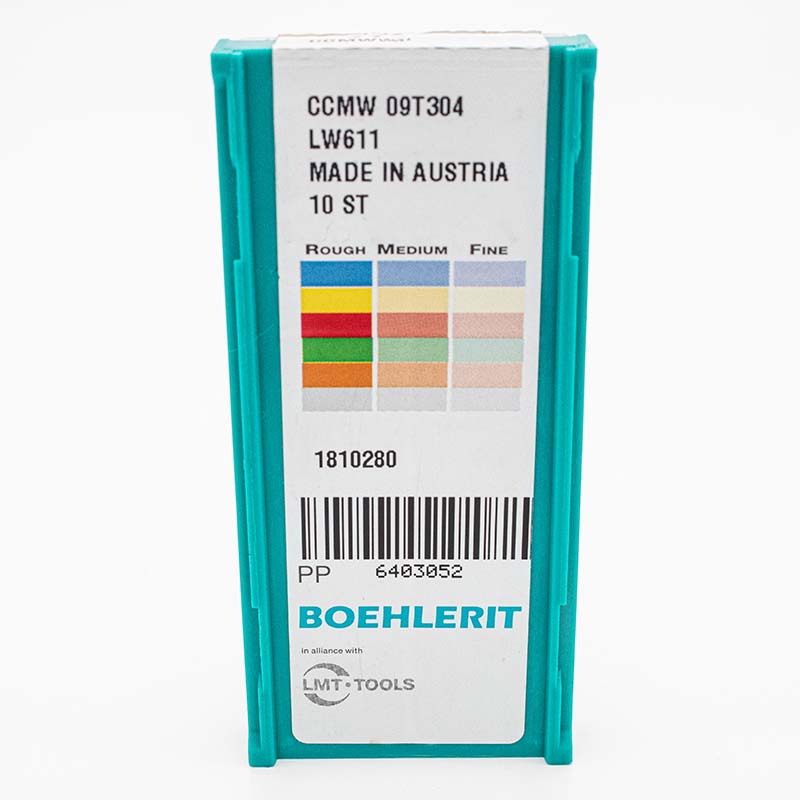 CCMW 09T304
LW611
MADE IN AUSTRIA
10 ST
ROUGH MEDIUM FINE
1810280
PP 6403052
BOEHLERIT
in alliance with
LMT·TOOLS